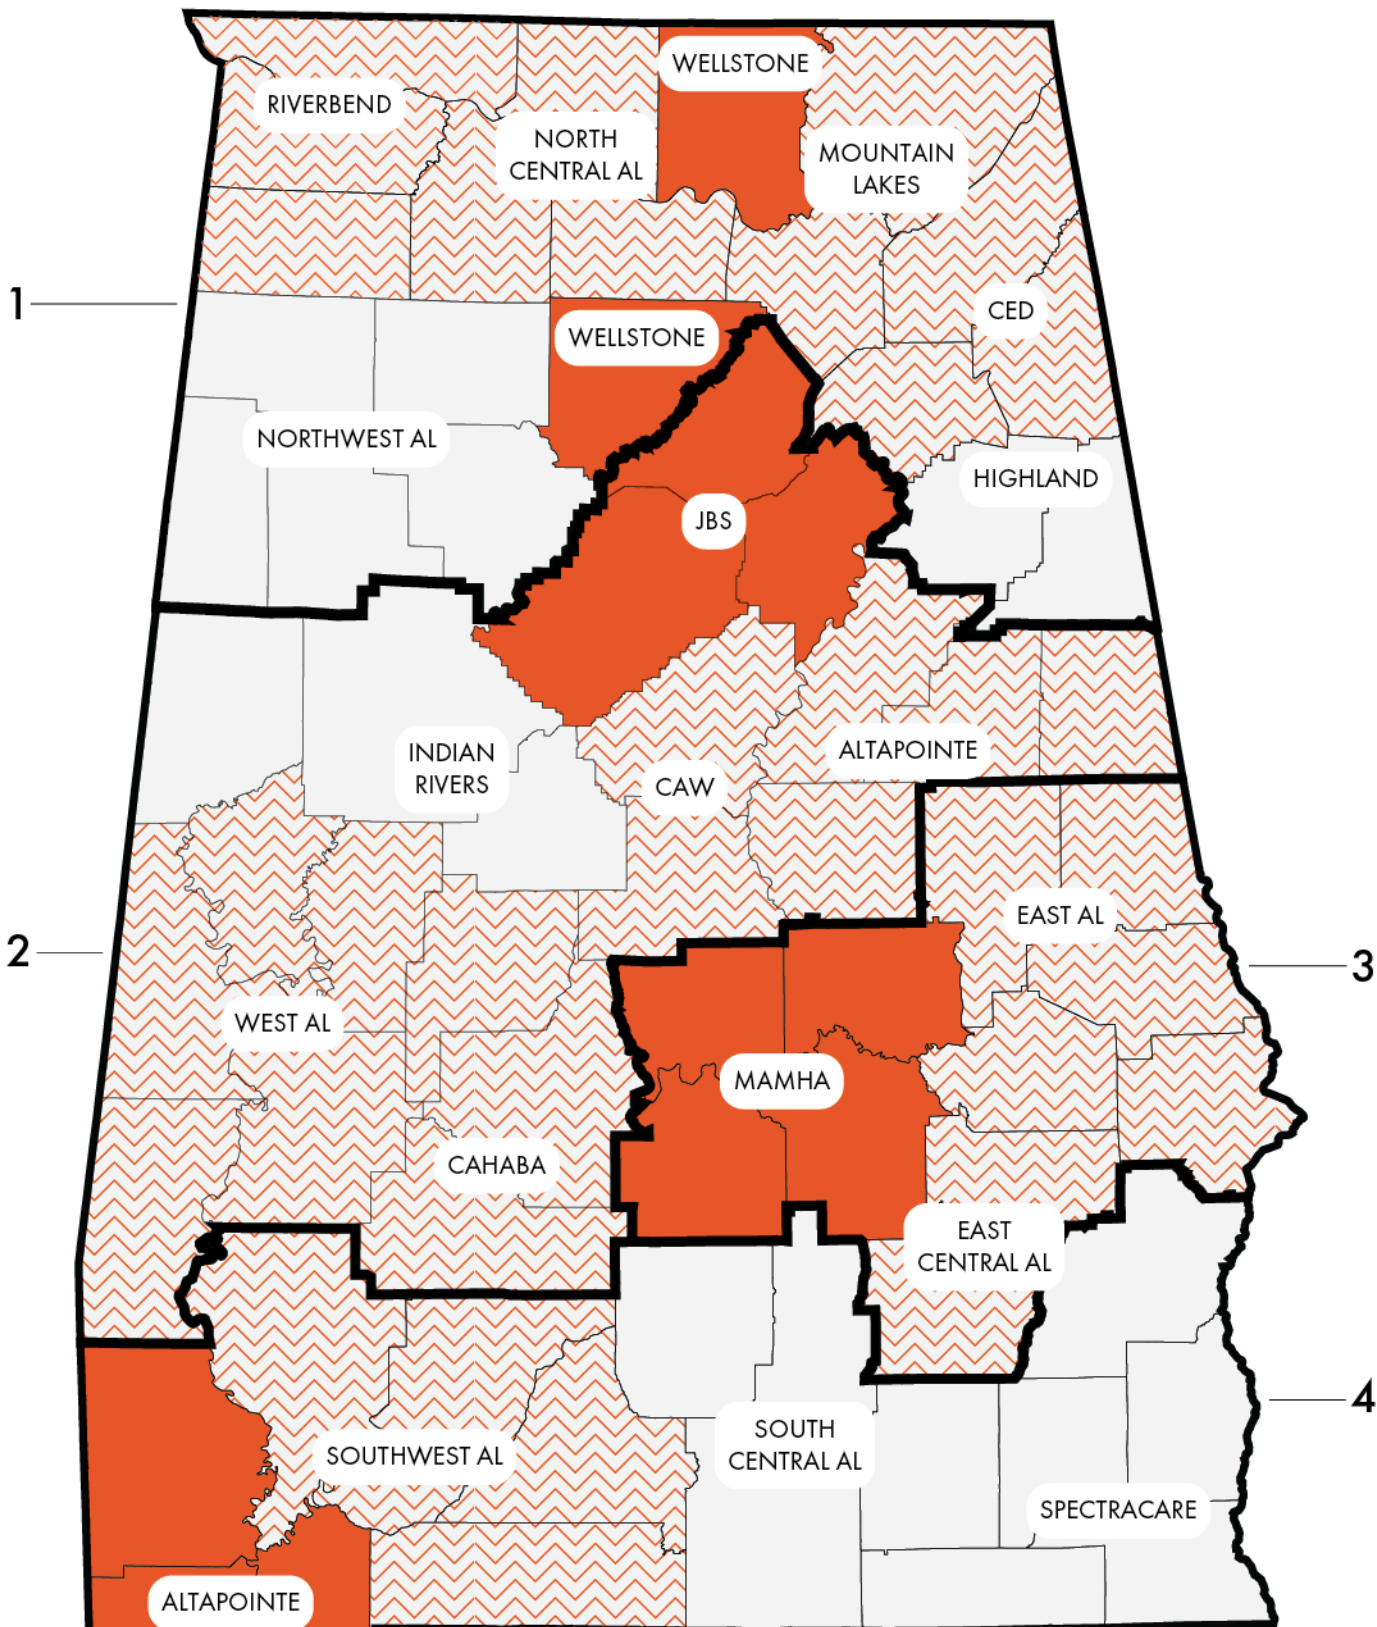 WELLSTONE
RIVERBEND
NORTH
CENTRAL AL
MOUNTAIN
LAKES
1
CED
WELLSTONE
NORTHWEST AL
HIGHLAND
JBS
INDIAN
RIVERS
ALTAPOINTE
CAW
EAST AL
2
3
WEST AL
MAMHA
CAHABA
EAST
CENTRAL AL
4
SOUTHWEST AL
SOUTH
CENTRAL AL
SPECTRACARE
ALTAPOINTE